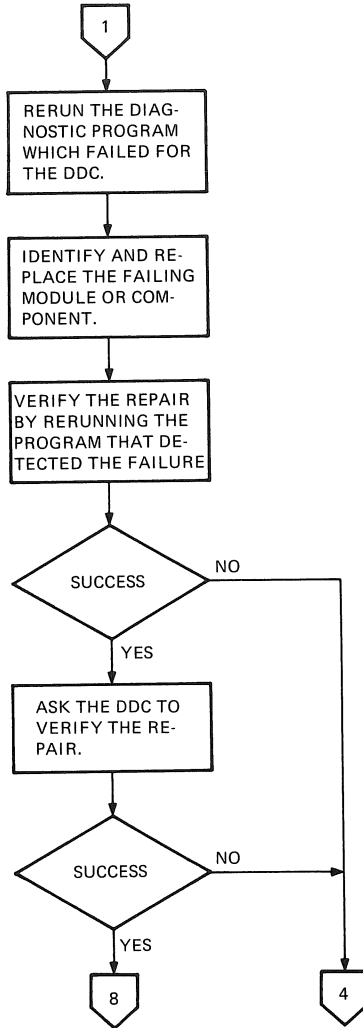 1
RERUN THE DIAG-
NOSTIC PROGRAM
WHICH FAILED FOR
THE DDC.
IDENTIFY AND RE-
PLACE THE FAILING
MODULE OR COM-
PONENT.
VERIFY THE REPAIR
BY RERUNNING THE
PROGRAM THAT DE-
TECTED THE FAILURE
SUCCESS
NO
YES
ASK THE DDC TO
VERIFY THE RE-
PAIR.
SUCCESS
NO
YES
8
4